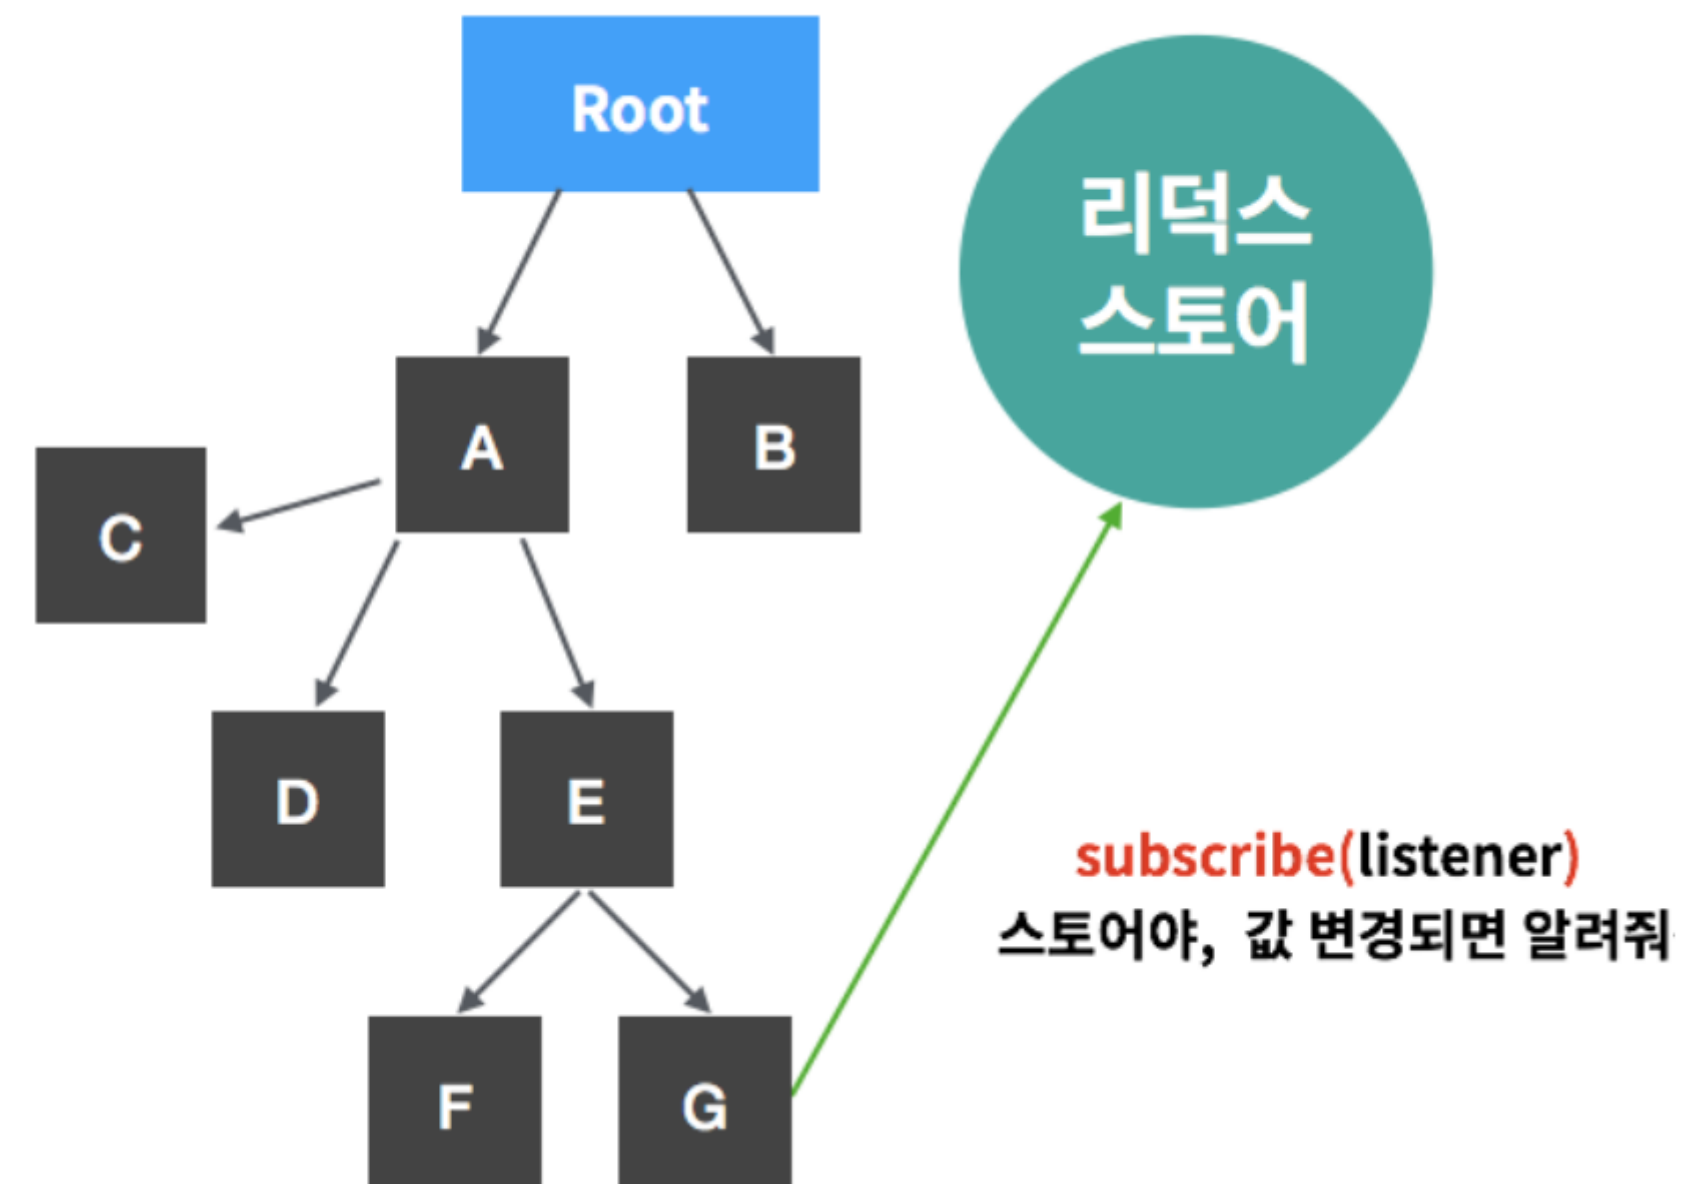 Root
리덕스
스토어
A
B
C
D
E
subscribe(listener)
스토어야, 값 변경되면 알려줘
F
G